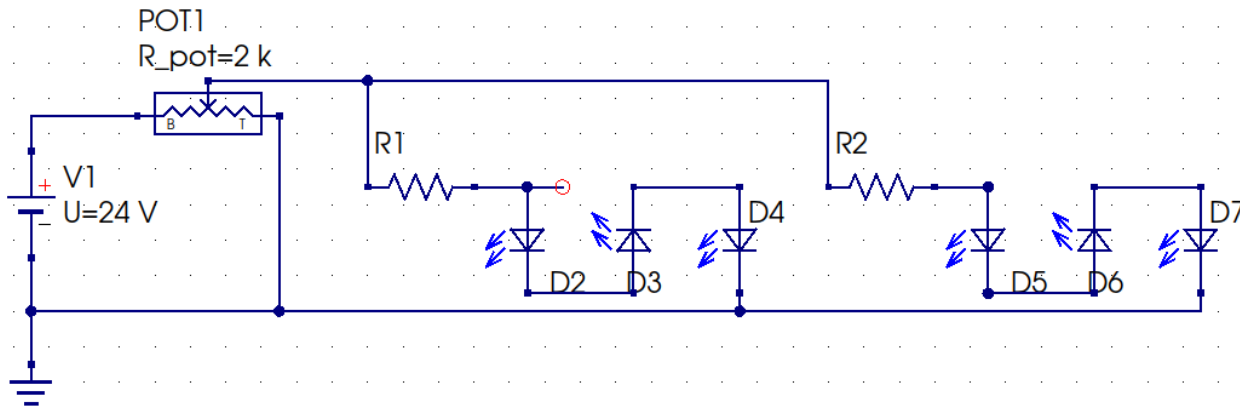 POT1
R_pot=2 k
B
T
R1
R2
+
V1
U=24 V
–
D4
D7
D2
D3
D5
D6